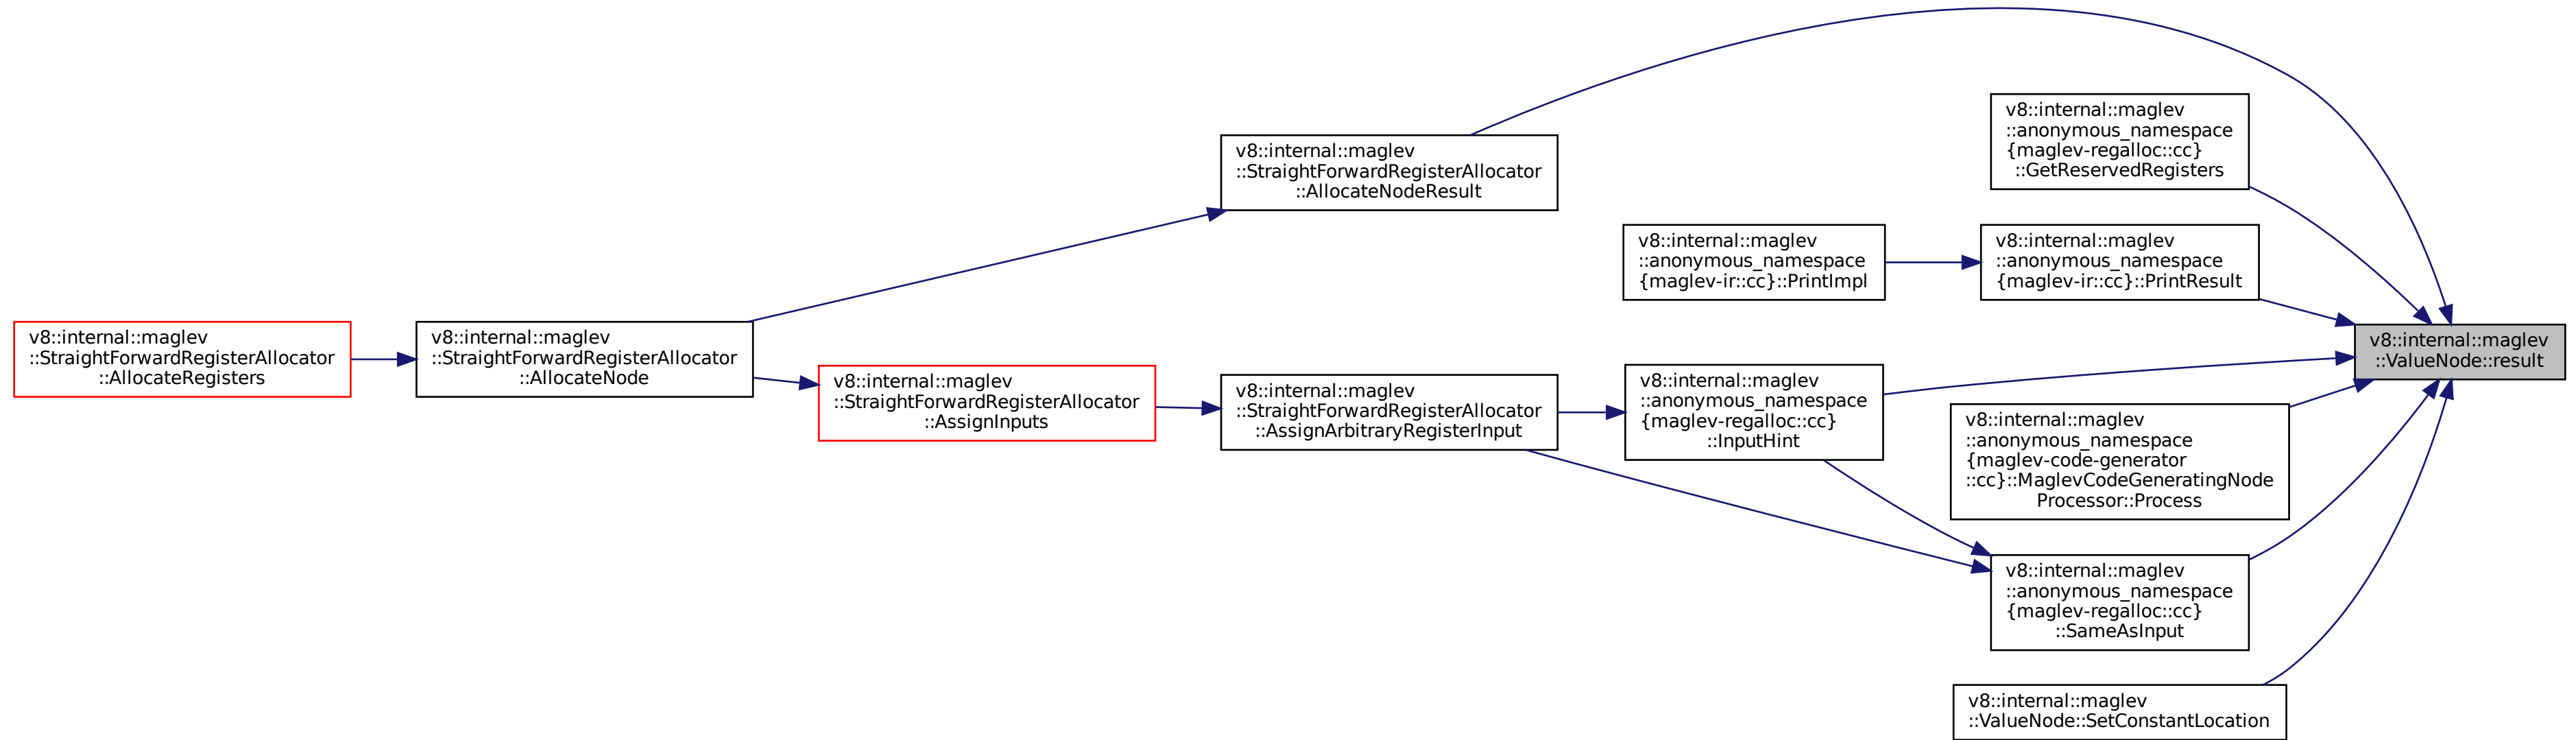 v8::internal::maglev
::StraightForwardRegisterAllocator
::AllocateRegisters
v8::internal::maglev
::StraightForwardRegisterAllocator
::AllocateNode
v8::internal::maglev
::StraightForwardRegisterAllocator
::AssignInputs
v8::internal::maglev
::StraightForwardRegisterAllocator
::AllocateNodeResult
v8::internal::maglev
::StraightForwardRegisterAllocator
::AssignArbitraryRegisterInput
v8::internal::maglev
::anonymous_namespace
{maglev-ir::cc}::PrintImpl
v8::internal::maglev
::anonymous_namespace
{maglev-regalloc::cc}
::InputHint
v8::internal::maglev
::anonymous_namespace
{maglev-regalloc::cc}
::GetReservedRegisters
v8::internal::maglev
::anonymous_namespace
{maglev-ir::cc}::PrintResult
v8::internal::maglev
::anonymous_namespace
{maglev-code-generator
::cc}::MaglevCodeGeneratingNode
Processor::Process
v8::internal::maglev
::anonymous_namespace
{maglev-regalloc::cc}
::SameAsInput
v8::internal::maglev
::ValueNode::SetConstantLocation
v8::internal::maglev
::ValueNode::result